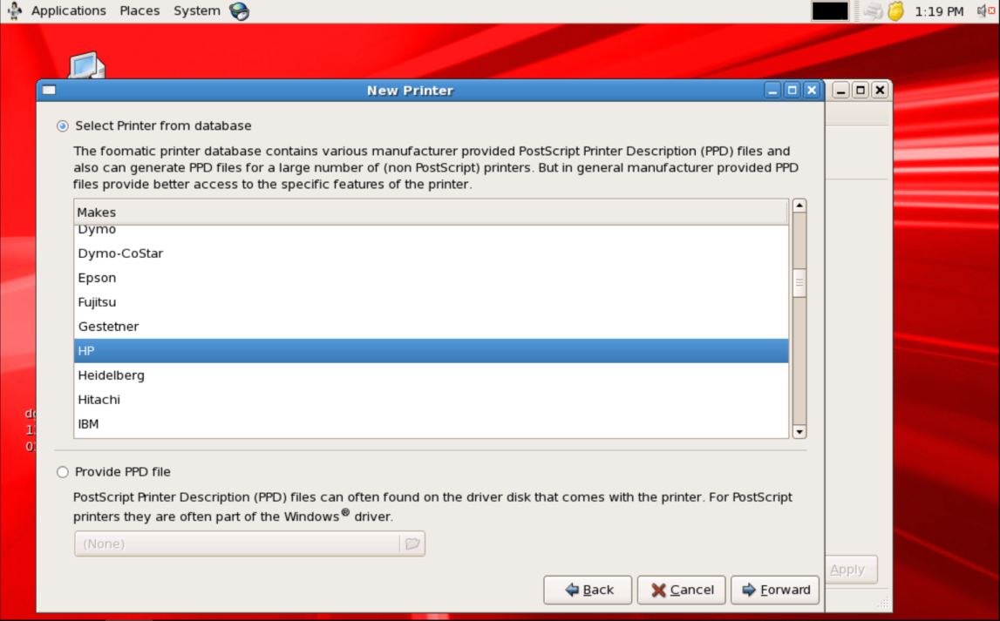 Applications Places System 1:19 PM
New Printer
Select Printer from database
The foomatic printer database contains various manufacturer provided PostScript Printer Description (PPD) files and
also can generate PPD files for a large number of (non PostScript) printers. But in general manufacturer provided PPD
files provide better access to the specific features of the printer.
Makes
Dymo
Dymo-CoStar
Epson
Fujitsu
Gestetner
HP
Heidelberg
Hitachi
IBM
Provide PPD file
PostScript Printer Description (PPD) files can often found on the driver disk that comes with the printer. For PostScript
printers they are often part of the Windows® driver.
(None)
Apply
Back Cancel Forward